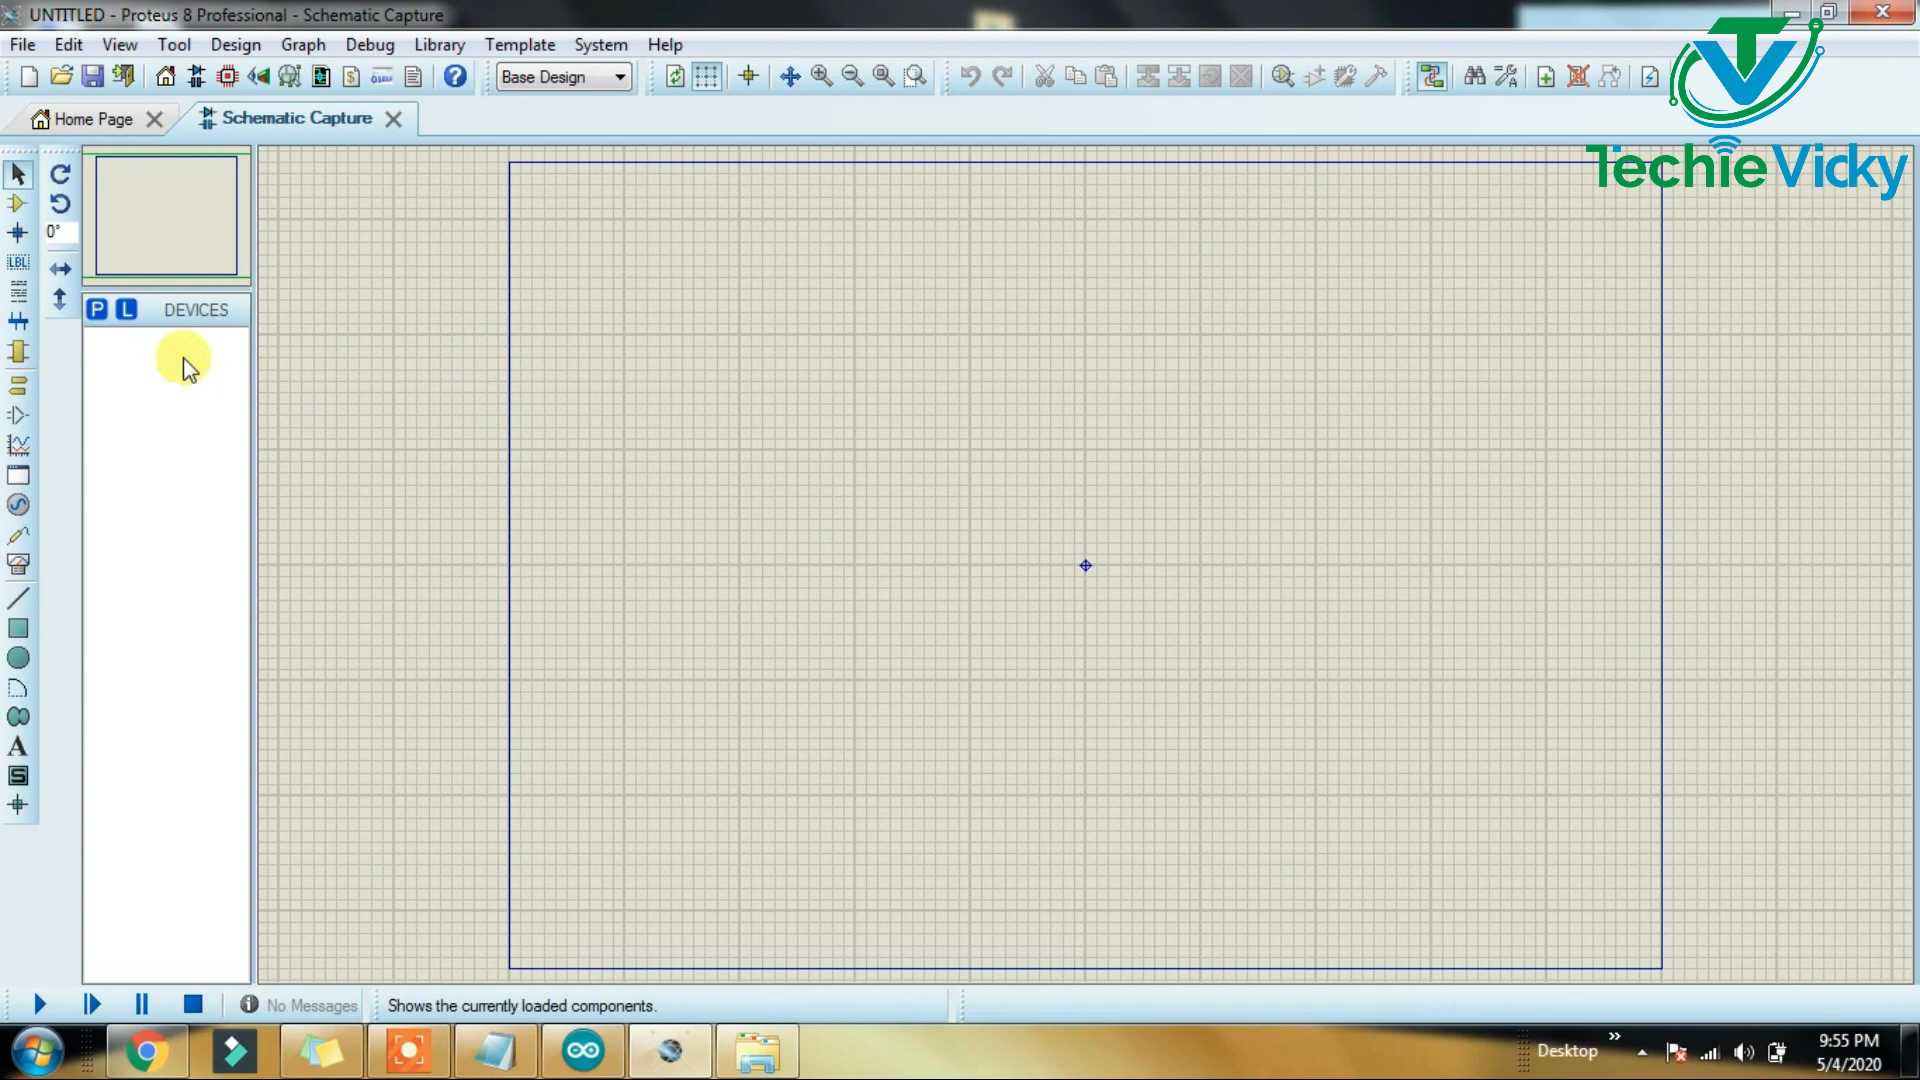 UNTITLED - Proteus 8 Professional - Schematic Capture
File Edit View Tool Design Graph Debug Library Template System Help
Base Design
Home Page Schematic Capture
TechieVicky
0°
LBL
P L DEVICES
A
S
No Messages Shows the currently loaded components.
Desktop
9:55 PM
5/4/2020